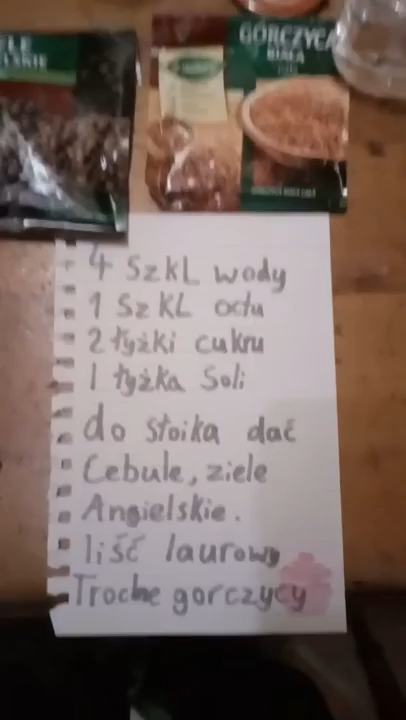 GORCZYCA
BIAŁA
4 szkl wody
1 szkl octu
2 łyżki cukru
1 łyżka Soli
do słoika dać
Cebule, ziele
Angielskie.
liść laurowy
Troche gorczycy